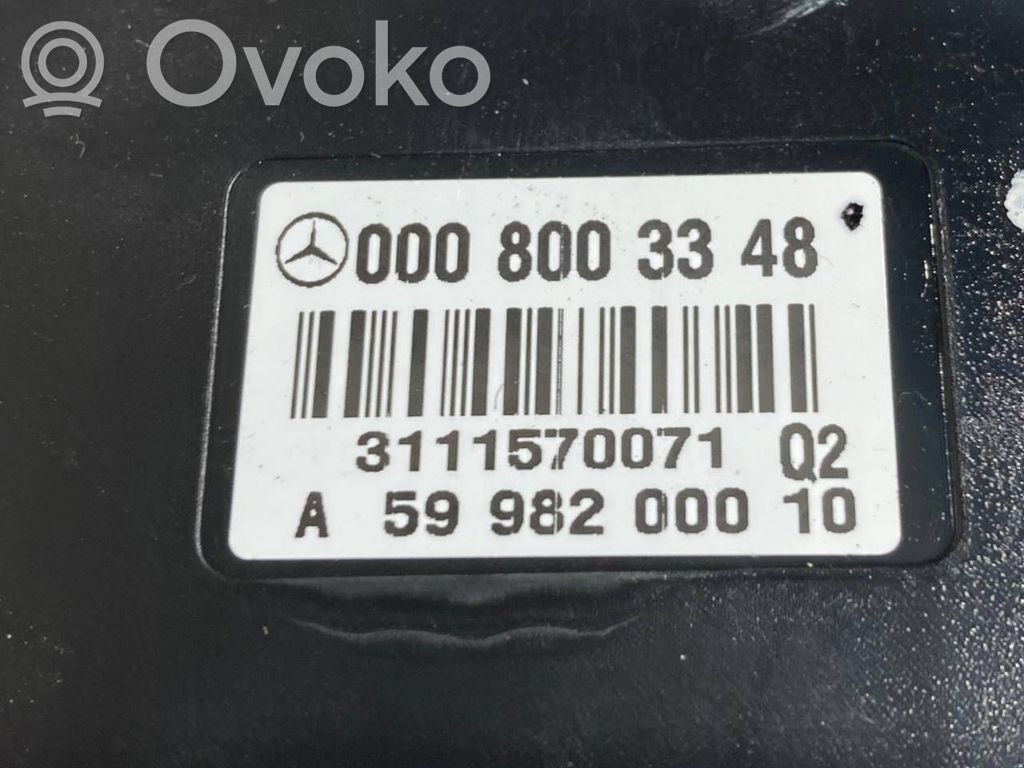 Ovoko
000 800 33 48
3111570071 Q2
A 59 982 000 10